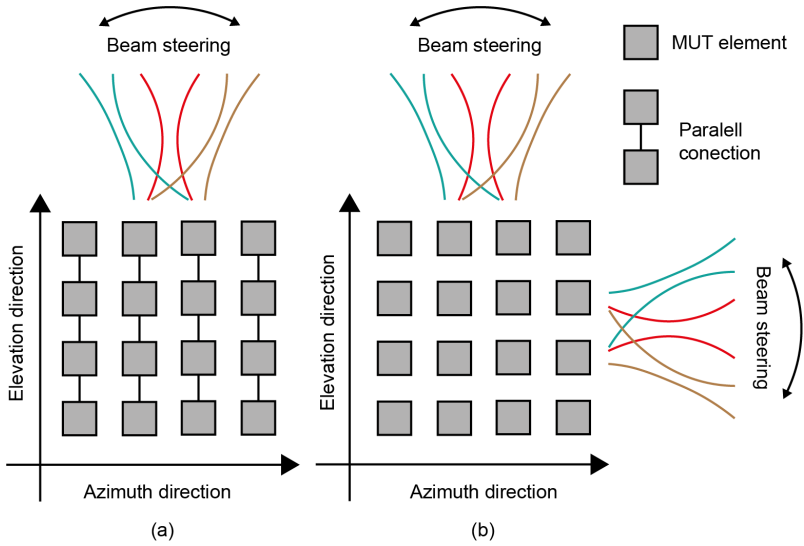 Beam steering
Elevation direction
Azimuth direction
(a)
Beam steering
Elevation direction
Azimuth direction
(b)
Beam steering
MUT element
Paralell
conection